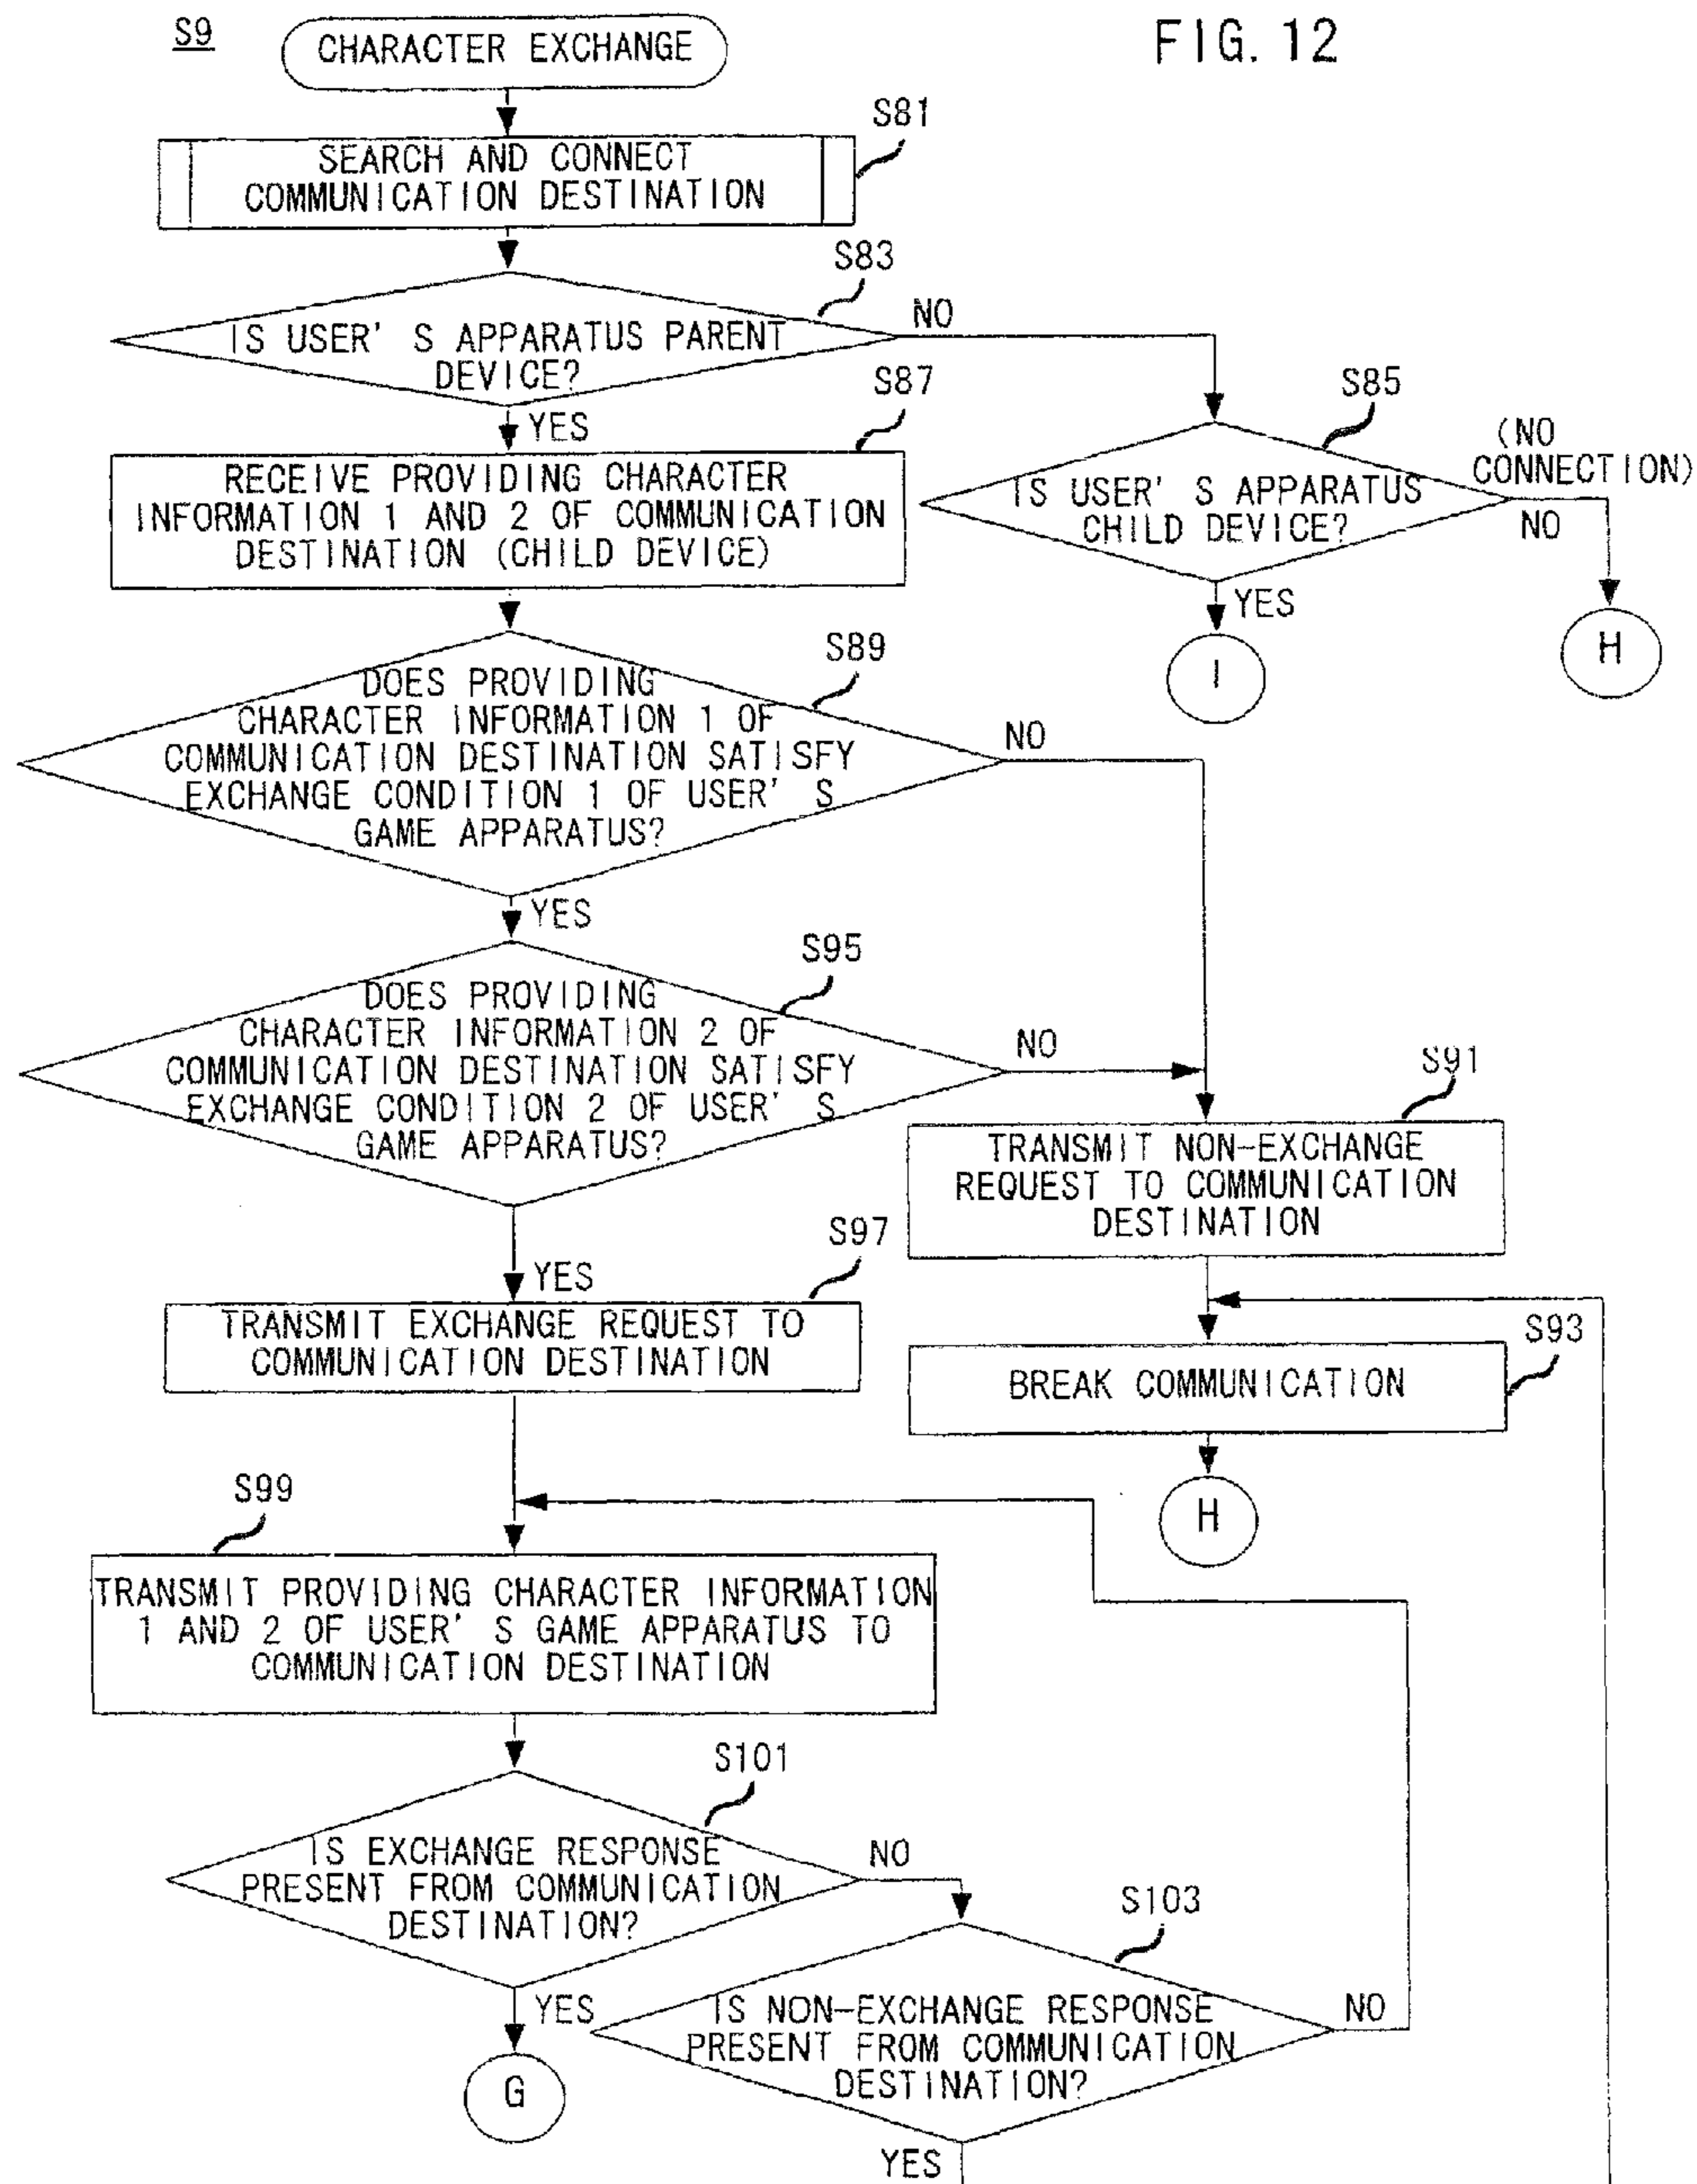 S9
CHARACTER EXCHANGE
FIG. 12
S81
SEARCH AND CONNECT
COMMUNICATION DESTINATION
S83
IS USER'S APPARATUS PARENT
DEVICE?
NO
YES
S87
RECEIVE PROVIDING CHARACTER
INFORMATION 1 AND 2 OF COMMUNICATION
DESTINATION (CHILD DEVICE)
S85
IS USER'S APPARATUS
CHILD DEVICE?
(NO
CONNECTION)
NO
YES
I
H
S89
DOES PROVIDING
CHARACTER INFORMATION 1 OF
COMMUNICATION DESTINATION SATISFY
EXCHANGE CONDITION 1 OF USER'S
GAME APPARATUS?
NO
YES
S95
DOES PROVIDING
CHARACTER INFORMATION 2 OF
COMMUNICATION DESTINATION SATISFY
EXCHANGE CONDITION 2 OF USER'S
GAME APPARATUS?
NO
YES
S91
TRANSMIT NON-EXCHANGE
REQUEST TO COMMUNICATION
DESTINATION
S97
TRANSMIT EXCHANGE REQUEST TO
COMMUNICATION DESTINATION
S93
BREAK COMMUNICATION
H
S99
TRANSMIT PROVIDING CHARACTER INFORMATION
1 AND 2 OF USER'S GAME APPARATUS TO
COMMUNICATION DESTINATION
S101
IS EXCHANGE RESPONSE
PRESENT FROM COMMUNICATION
DESTINATION?
NO
YES
G
S103
IS NON-EXCHANGE RESPONSE
PRESENT FROM COMMUNICATION
DESTINATION?
NO
YES